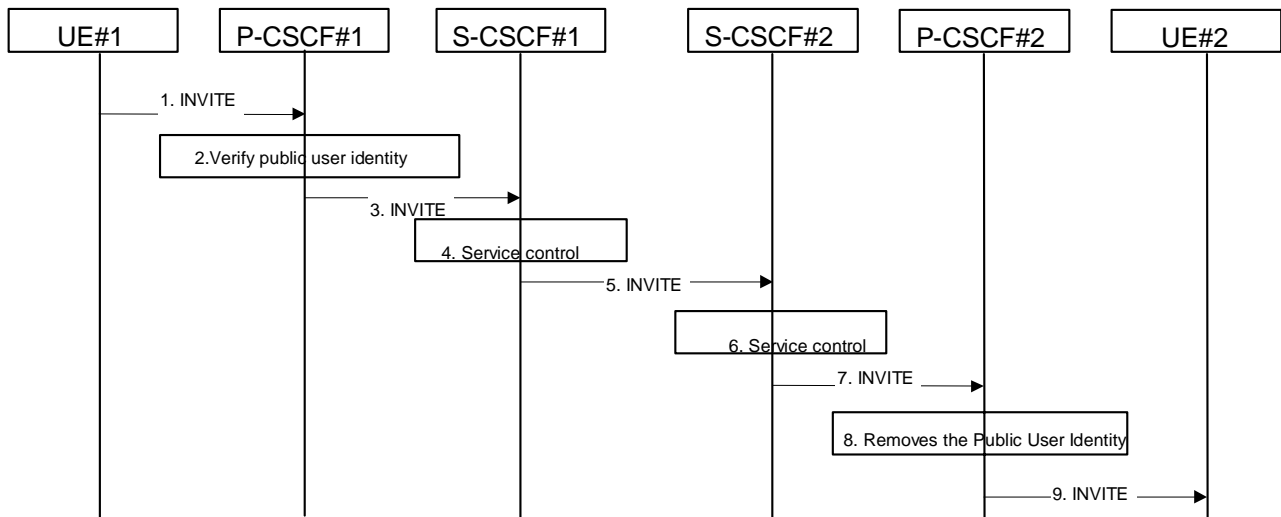 UE#1
P-CSCF#1
S-CSCF#1
S-CSCF#2
P-CSCF#2
UE#2
1. INVITE
2.Verify public user identity
3. INVITE
4. Service control
5. INVITE
6. Service control
7. INVITE
8. Removes the Public User Identity
9. INVITE